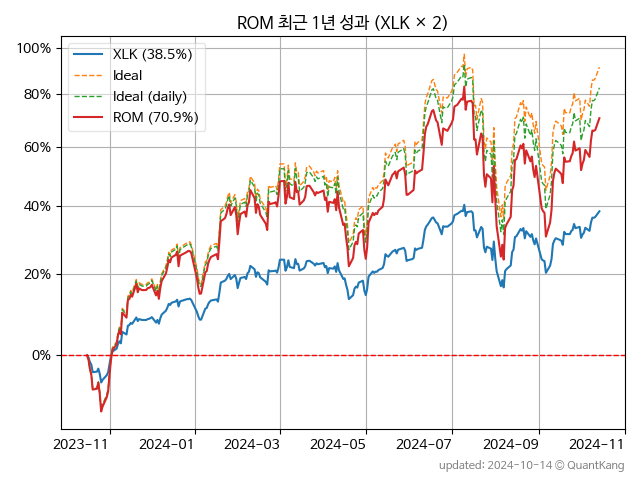 ROM 최근 1년 성과 (XLK × 2)
XLK (38.5%)
Ideal
Ideal (daily)
ROM (70.9%)
100%
80%
60%
40%
20%
0%
2023-11
2024-01
2024-03
2024-05
2024-07
2024-09
2024-11
updated: 2024-10-14 © QuantKang